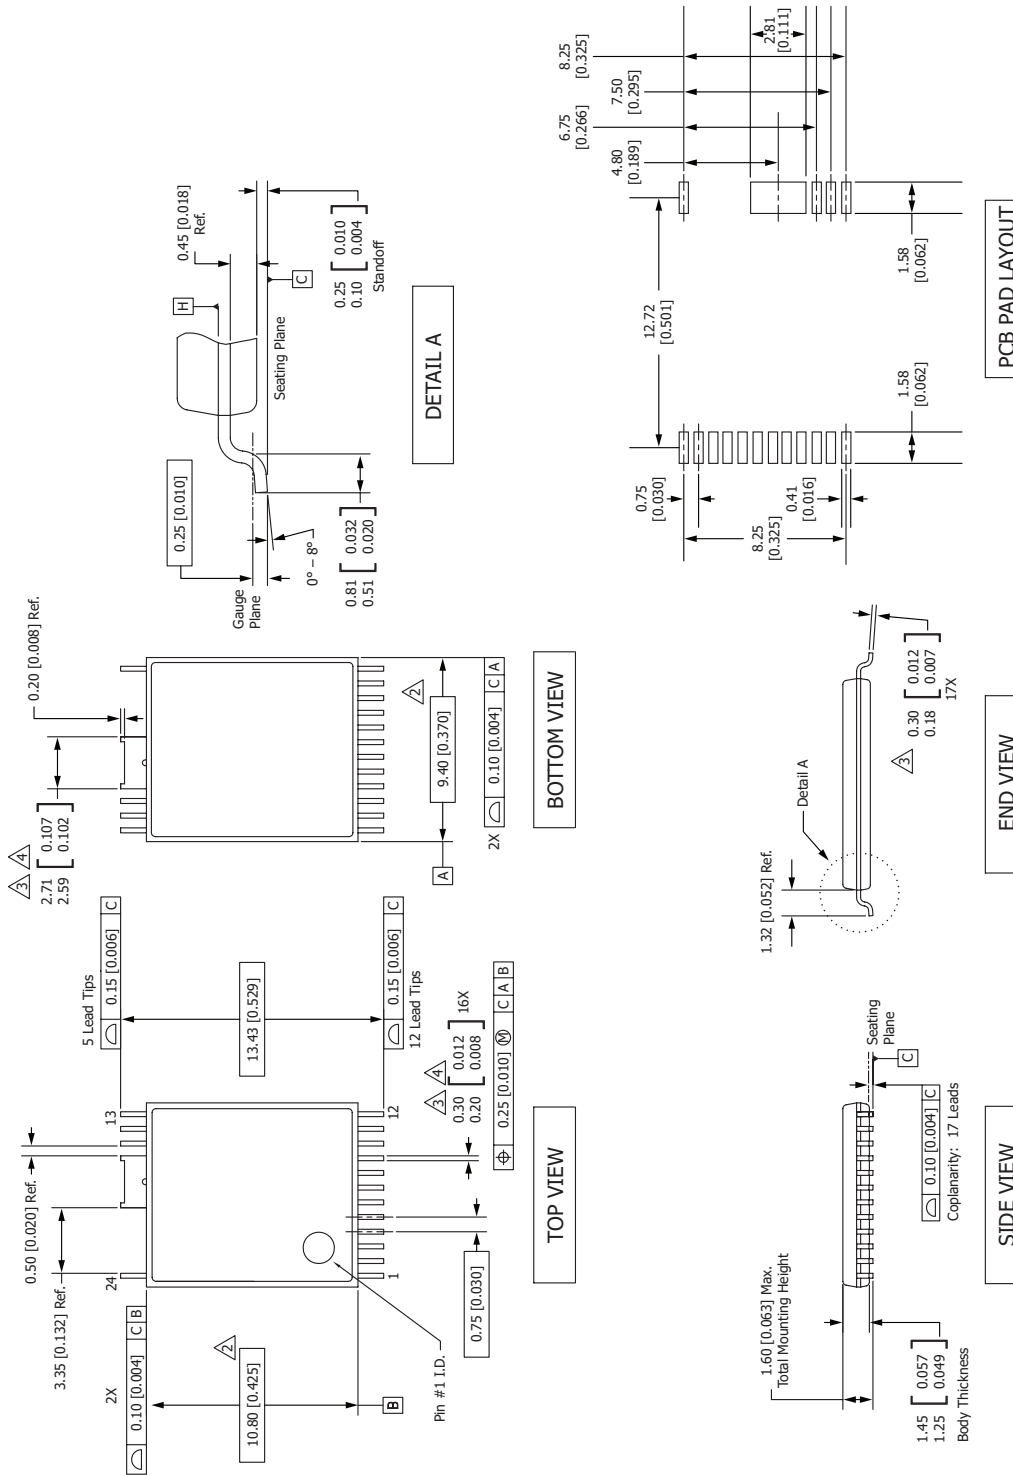 2X
0.10 [0.004] C B
2
10.80 [0.425]
B
3.35 [0.132] Ref.
0.50 [0.020] Ref.
24
13
1
12
Pin #1 I.D.
0.75 [0.030]
5 Lead Tips
0.15 [0.006] C
13.43 [0.529]
0.15 [0.006] C
12 Lead Tips
3 4
0.30 [0.012] 16X
0.20 [0.008]
0.25 [0.010] M C A B
TOP VIEW
3 4
2.71 [0.107]
2.59 [0.102]
0.20 [0.008] Ref.
A
9.40 [0.370]
2
2X
0.10 [0.004] C A
BOTTOM VIEW
0.25 [0.010]
Gauge
Plane
0° – 8°
0.81 [0.032]
0.51 [0.020]
H
0.45 [0.018]
Ref.
Seating Plane
C
0.25 [0.010]
0.10 [0.004]
Standoff
DETAIL A
1.60 [0.063] Max.
Total Mounting Height
1.45 [0.057]
1.25 [0.049]
Body Thickness
Seating
Plane
C
0.10 [0.004] C
Coplanarity: 17 Leads
SIDE VIEW
1.32 [0.052] Ref.
Detail A
3
0.30 [0.012]
0.18 [0.007]
17X
END VIEW
0.75
[0.030]
8.25
[0.325]
0.41
[0.016]
12.72
[0.501]
1.58
[0.062]
1.58
[0.062]
4.80
[0.189]
6.75
[0.266]
7.50
[0.295]
8.25
[0.325]
2.81
[0.111]
PCB PAD LAYOUT